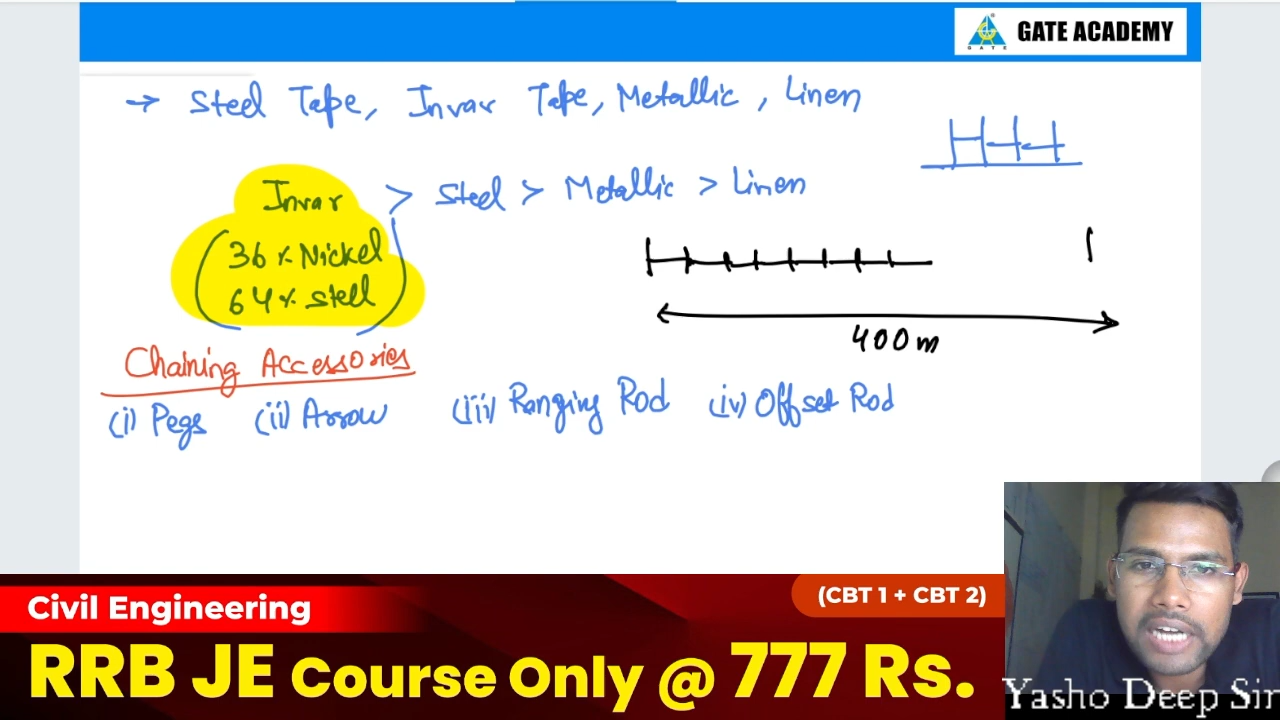 GATE ACADEMY
GATE
→ Steel Tape, Invar Tape, Metallic, Linen
Invar > Steel > Metallic > Linen
(36% Nickel
64% Steel)
400m
Chaining Accessories
(i) Pegs (ii) Arrow (iii) Ranging Rod (iv) Offset Rod
Civil Engineering
(CBT 1 + CBT 2)
RRB JE Course Only @ 777 Rs.
Yasho Deep Sir